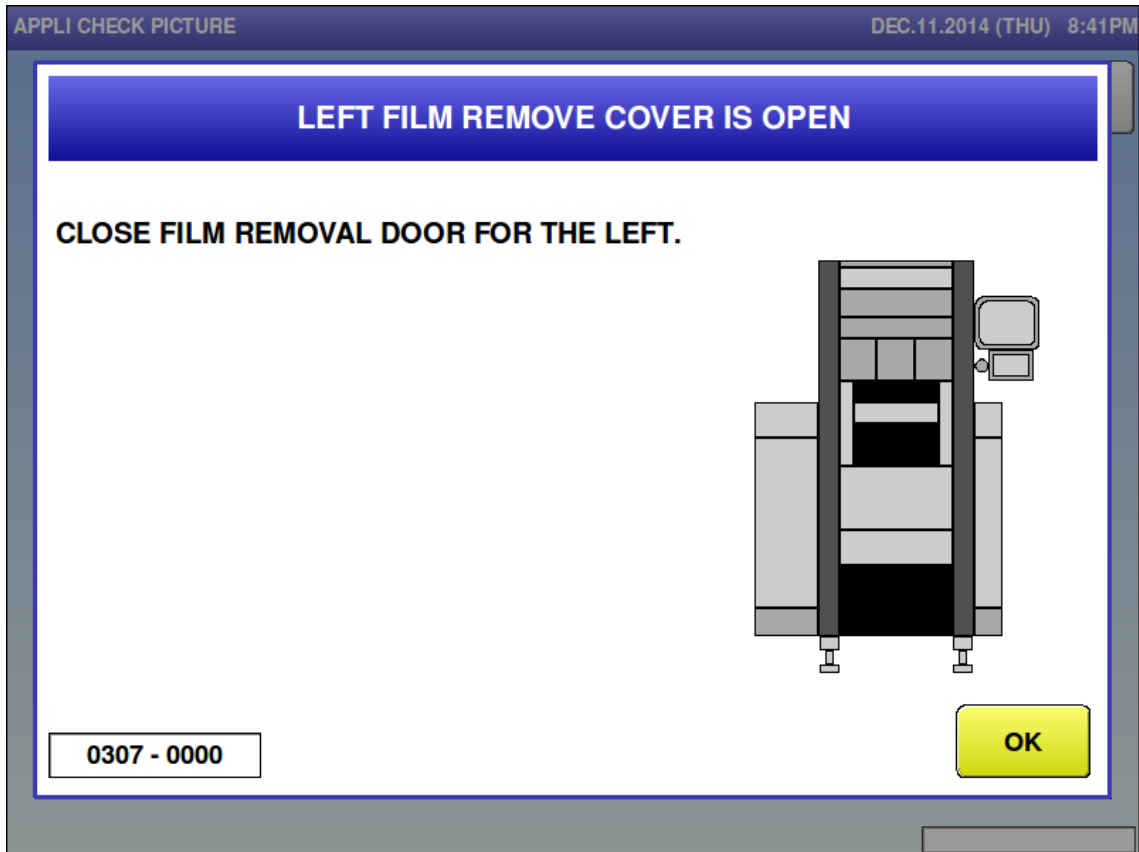 APPLI CHECK PICTURE DEC.11.2014 (THU) 8:41PM
LEFT FILM REMOVE COVER IS OPEN
CLOSE FILM REMOVAL DOOR FOR THE LEFT.
0307 - 0000
OK